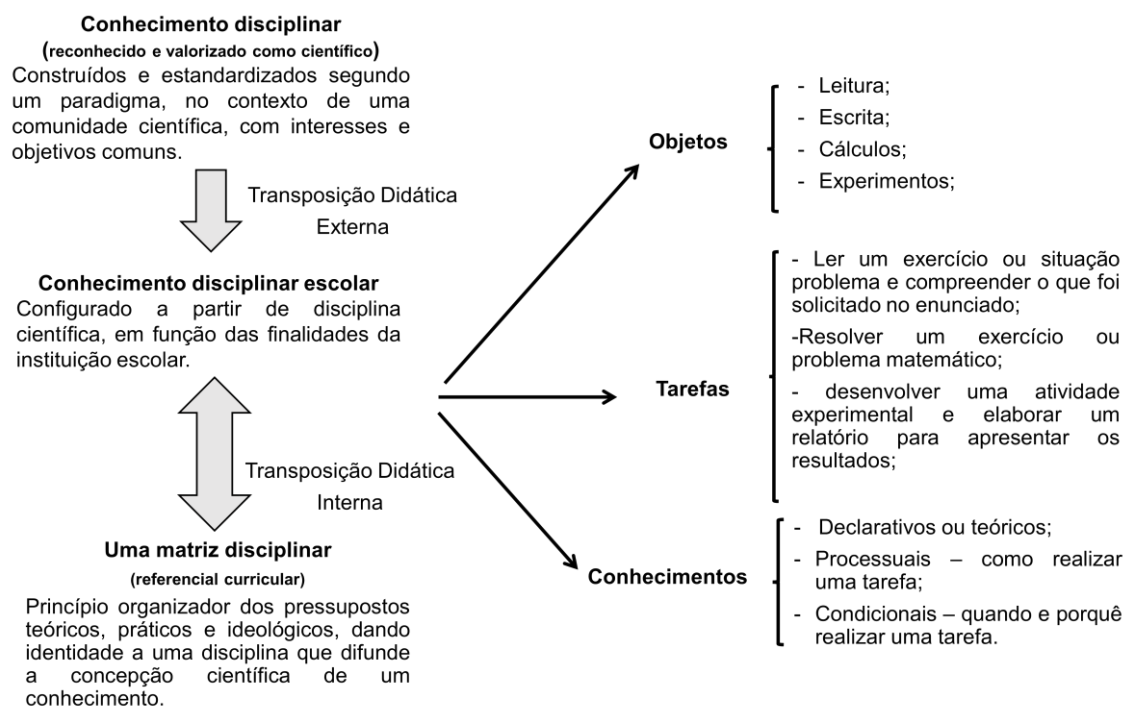 Conhecimento disciplinar
(reconhecido e valorizado como científico)
Construídos e estandardizados segundo
um paradigma, no contexto de uma
comunidade científica, com interesses e
objetivos comuns.
Transposição Didática
Externa
Conhecimento disciplinar escolar
Configurado a partir de disciplina
científica, em função das finalidades da
instituição escolar.
Transposição Didática
Interna
Uma matriz disciplinar
(referencial curricular)
Princípio organizador dos pressupostos
teóricos, práticos e ideológicos, dando
identidade a uma disciplina que difunde
a concepção científica de um
conhecimento.
Objetos
- Leitura;
- Escrita;
- Cálculos;
- Experimentos;
Tarefas
- Ler um exercício ou situação
problema e compreender o que foi
solicitado no enunciado;
-Resolver um exercício ou
problema matemático;
- desenvolver uma atividade
experimental e elaborar um
relatório para apresentar os
resultados;
Conhecimentos
- Declarativos ou teóricos;
- Processuais – como realizar
uma tarefa;
- Condicionais – quando e porquê
realizar uma tarefa.